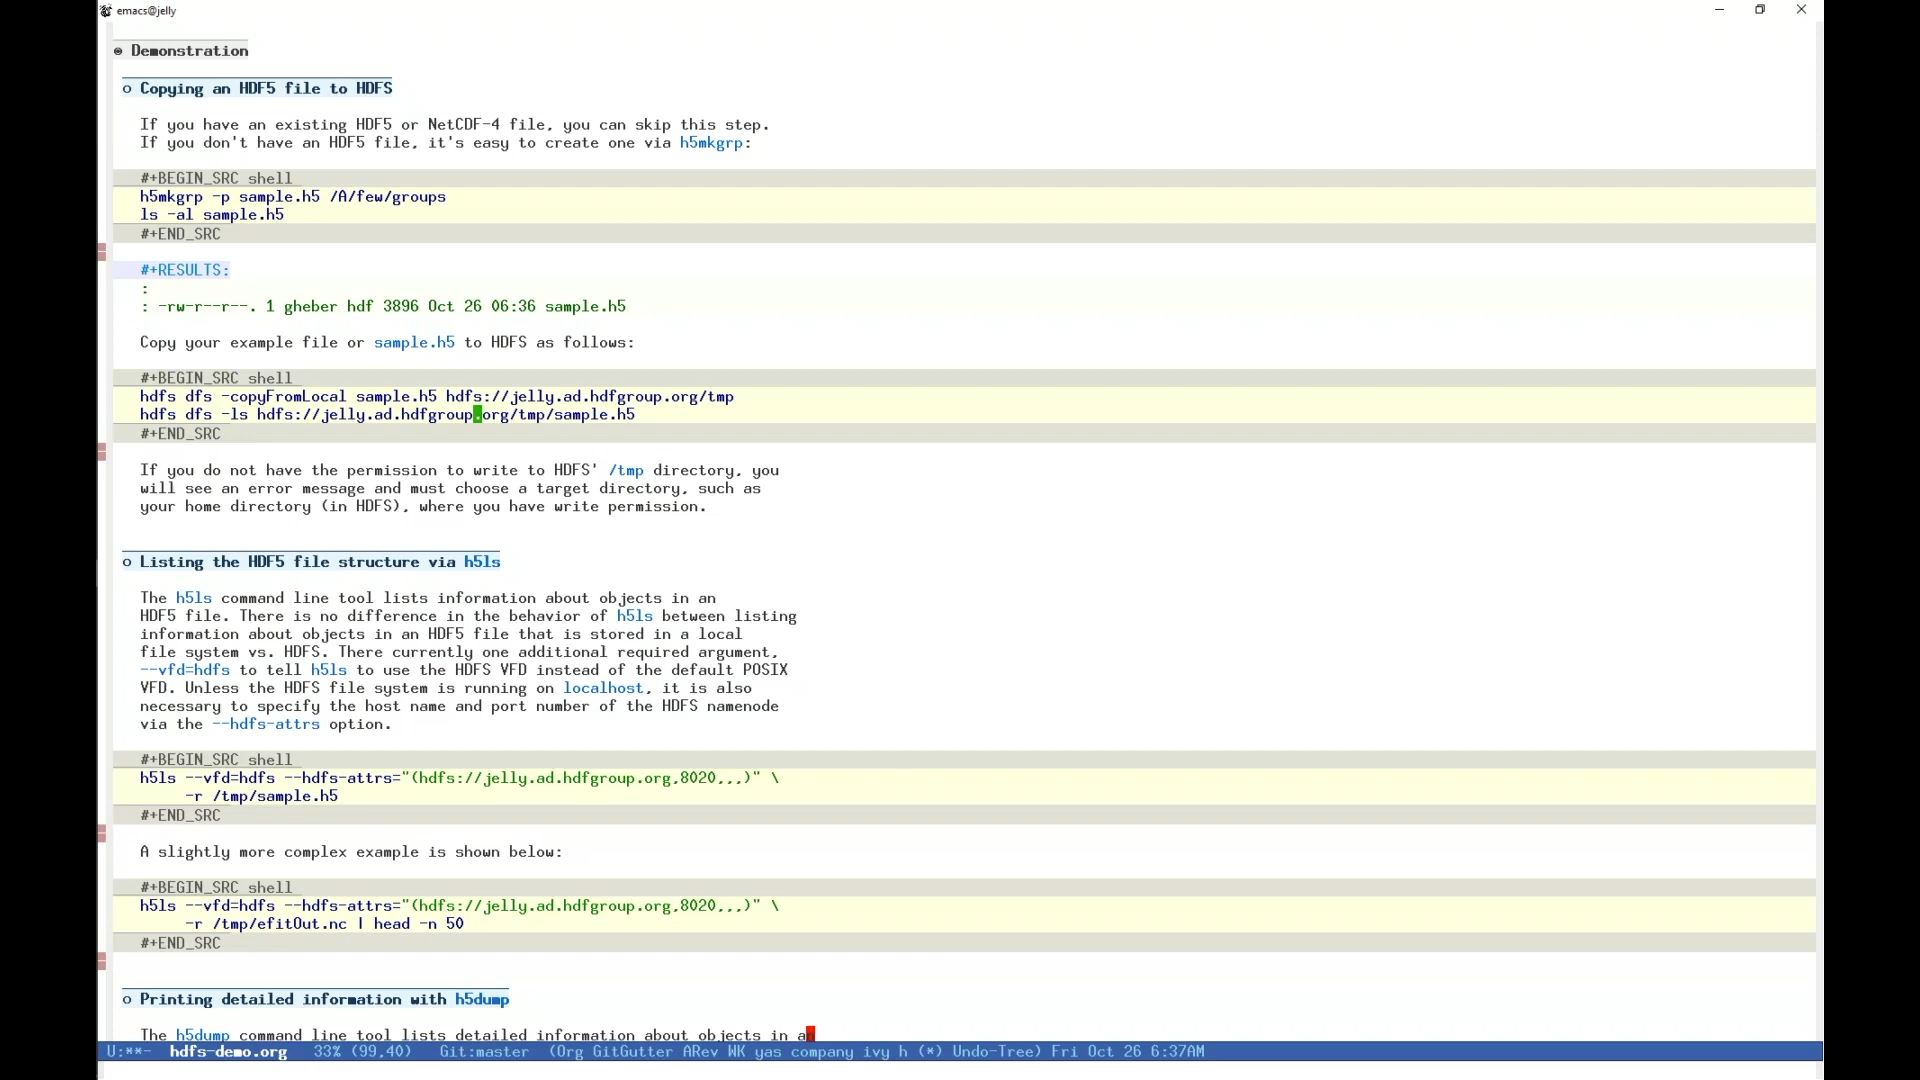 emacs@jelly
Demonstration
Copying an HDF5 file to HDFS
If you have an existing HDF5 or NetCDF-4 file, you can skip this step.
If you don't have an HDF5 file, it's easy to create one via h5mkgrp:
#+BEGIN_SRC shell
h5mkgrp -p sample.h5 /A/few/groups
ls -al sample.h5
#+END_SRC
#+RESULTS:
:
: -rw-r--r--. 1 gheber hdf 3896 Oct 26 06:36 sample.h5
Copy your example file or sample.h5 to HDFS as follows:
#+BEGIN_SRC shell
hdfs dfs -copyFromLocal sample.h5 hdfs://jelly.ad.hdfgroup.org/tmp
hdfs dfs -ls hdfs://jelly.ad.hdfgroup.org/tmp/sample.h5
#+END_SRC
If you do not have the permission to write to HDFS' /tmp directory, you
will see an error message and must choose a target directory, such as
your home directory (in HDFS), where you have write permission.
Listing the HDF5 file structure via h5ls
The h5ls command line tool lists information about objects in an
HDF5 file. There is no difference in the behavior of h5ls between listing
information about objects in an HDF5 file that is stored in a local
file system vs. HDFS. There currently one additional required argument,
--vfd=hdfs to tell h5ls to use the HDFS VFD instead of the default POSIX
VFD. Unless the HDFS file system is running on localhost, it is also
necessary to specify the host name and port number of the HDFS namenode
via the --hdfs-attrs option.
#+BEGIN_SRC shell
h5ls --vfd=hdfs --hdfs-attrs="(hdfs://jelly.ad.hdfgroup.org,8020,,,)" \
-r /tmp/sample.h5
#+END_SRC
A slightly more complex example is shown below:
#+BEGIN_SRC shell
h5ls --vfd=hdfs --hdfs-attrs="(hdfs://jelly.ad.hdfgroup.org,8020,,,)" \
-r /tmp/efitOut.nc | head -n 50
#+END_SRC
Printing detailed information with h5dump
The h5dump command line tool lists detailed information about objects in an
U:**- hdfs-demo.org 33% (99,40) Git:master (Org GitGutter ARev WK yas company ivy h (*) Undo-Tree) Fri Oct 26 6:37AM